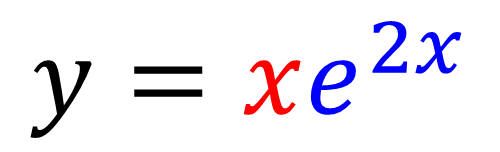 y = xe^{2x}